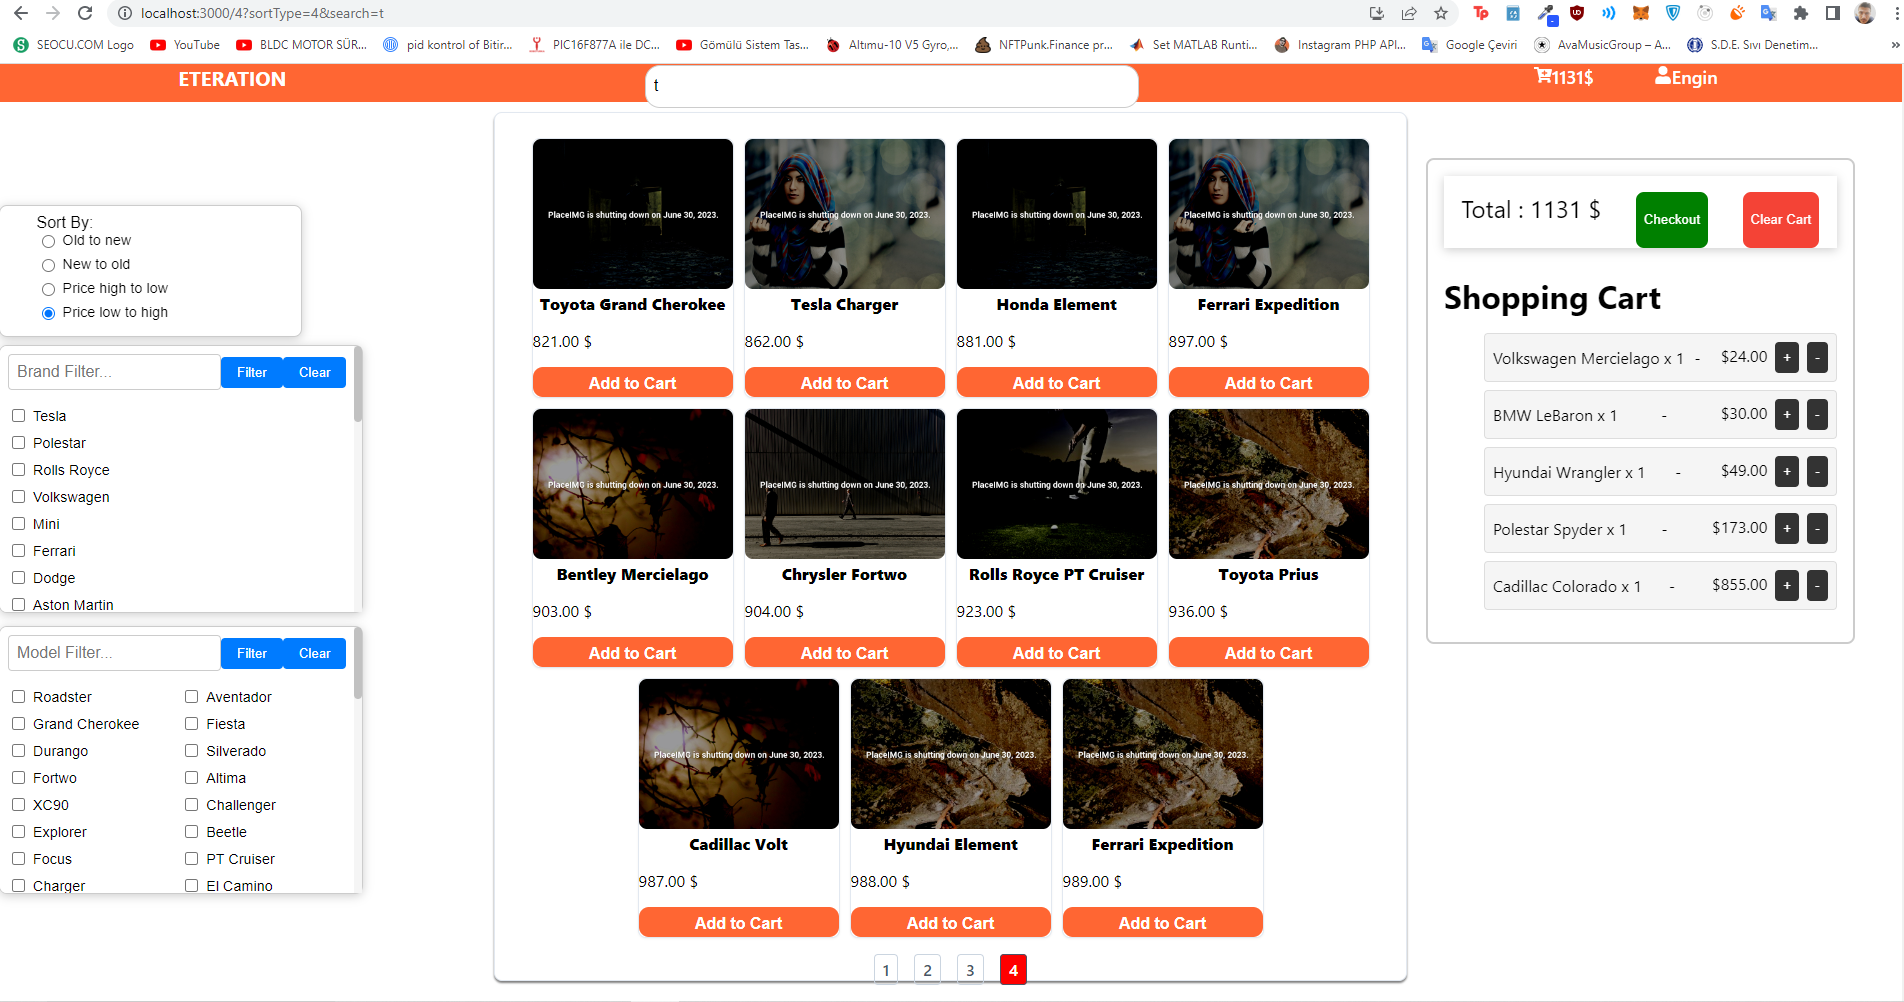 localhost:3000/4?sortType=4&search=t
SEOCU.COM Logo YouTube BLDC MOTOR SÜR... pid kontrol of Bitir... PIC16F877A ile DC... Gömülü Sistem Tas... Altımu-10 V5 Gyro,... NFTPunk.Finance pr... Set MATLAB Runti... Instagram PHP API... Google Çeviri AvaMusicGroup – A... S.D.E. Sıvı Denetim... »
ETERATION
t
1131$
Engin
Sort By:
Old to new
New to old
Price high to low
Price low to high
Brand Filter... Filter Clear
Tesla
Polestar
Rolls Royce
Volkswagen
Mini
Ferrari
Dodge
Aston Martin
Model Filter... Filter Clear
Roadster Aventador
Grand Cherokee Fiesta
Durango Silverado
Fortwo Altima
XC90 Challenger
Explorer Beetle
Focus PT Cruiser
Charger El Camino
PlaceIMG is shutting down on June 30, 2023. PlaceIMG is shutting down on June 30, 2023. PlaceIMG is shutting down on June 30, 2023. PlaceIMG is shutting down on June 30, 2023.
Toyota Grand Cherokee Tesla Charger Honda Element Ferrari Expedition
821.00 $ 862.00 $ 881.00 $ 897.00 $
Add to Cart Add to Cart Add to Cart Add to Cart
PlaceIMG is shutting down on June 30, 2023. PlaceIMG is shutting down on June 30, 2023. PlaceIMG is shutting down on June 30, 2023. PlaceIMG is shutting down on June 30, 2023.
Bentley Mercielago Chrysler Fortwo Rolls Royce PT Cruiser Toyota Prius
903.00 $ 904.00 $ 923.00 $ 936.00 $
Add to Cart Add to Cart Add to Cart Add to Cart
PlaceIMG is shutting down on June 30, 2023. PlaceIMG is shutting down on June 30, 2023. PlaceIMG is shutting down on June 30, 2023.
Cadillac Volt Hyundai Element Ferrari Expedition
987.00 $ 988.00 $ 989.00 $
Add to Cart Add to Cart Add to Cart
1 2 3 4
Total : 1131 $ Checkout Clear Cart
Shopping Cart
Volkswagen Mercielago x 1 - $24.00 + -
BMW LeBaron x 1 - $30.00 + -
Hyundai Wrangler x 1 - $49.00 + -
Polestar Spyder x 1 - $173.00 + -
Cadillac Colorado x 1 - $855.00 + -